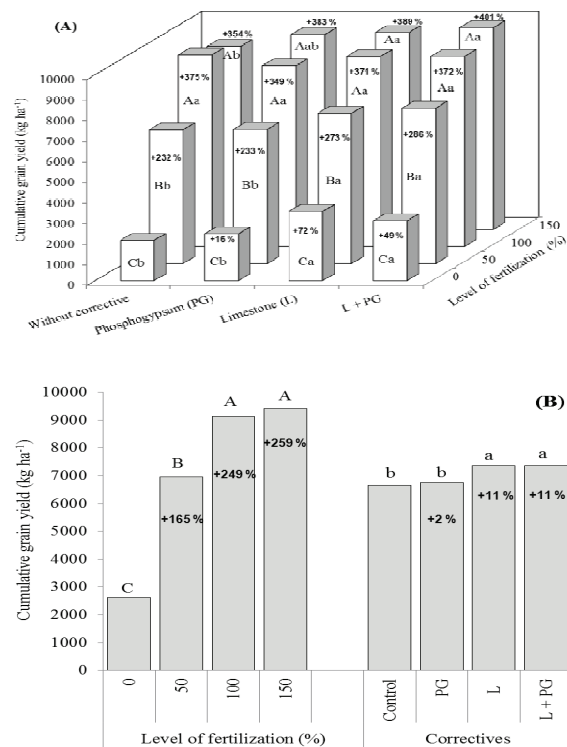 (A)
+354 %
+383 %
+389 %
+401 %
Ab
Aab
Aa
Aa
+375 %
+349 %
+371 %
+372 %
Aa
Aa
Aa
Aa
+232 %
+233 %
+273 %
+286 %
Bb
Bb
Ba
Ba
+16 %
+72 %
+49 %
Cb
Cb
Ca
Ca
10000
9000
8000
7000
6000
5000
4000
3000
2000
1000
0
Cumulative grain yield (kg ha-1)
Without corrective
Phosphogypsum (PG)
Limestone (L)
L + PG
0
50
100
150
Level of fertilization (%)
(B)
Cumulative grain yield (kg ha-1)
10000
9000
8000
7000
6000
5000
4000
3000
2000
1000
0
C
B
A
A
b
b
a
a
+165 %
+249 %
+259 %
+2 %
+11 %
+11 %
0
50
100
150
Control
PG
L
L + PG
Level of fertilization (%)
Correctives